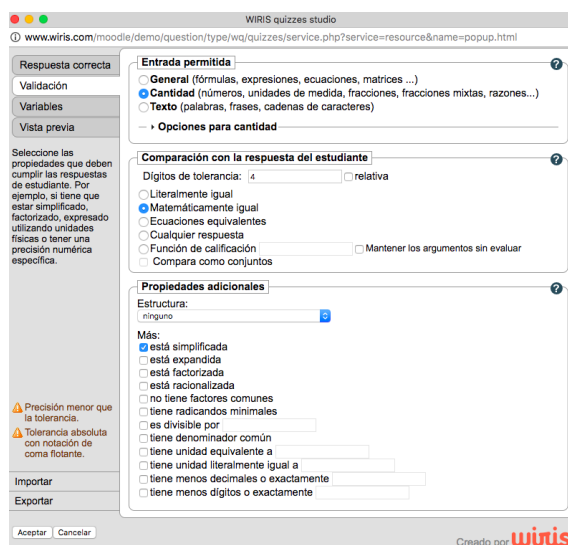 WIRIS quizzes studio
www.wiris.com/moodle/demo/question/type/wq/quizzes/service.php?service=resource&name=popup.html
Respuesta correcta
Validación
Variables
Vista previa
Seleccione las
propiedades que deben
cumplir las respuestas
de estudiante. Por
ejemplo, si tiene que
estar simplificado,
factorizado, expresado
utilizando unidades
físicas o tener una
precisión numérica
específica.
Precisión menor que
la tolerancia.
Tolerancia absoluta
con notación de
coma flotante.
Importar
Exportar
Aceptar Cancelar
Entrada permitida
General (fórmulas, expresiones, ecuaciones, matrices ...)
Cantidad (números, unidades de medida, fracciones, fracciones mixtas, razones...)
Texto (palabras, frases, cadenas de caracteres)
Opciones para cantidad
Comparación con la respuesta del estudiante
Dígitos de tolerancia: 4 relativa
Literalmente igual
Matemáticamente igual
Ecuaciones equivalentes
Cualquier respuesta
Función de calificación Mantener los argumentos sin evaluar
Compara como conjuntos
Propiedades adicionales
Estructura:
ninguno
Más:
está simplificada
está expandida
está factorizada
está racionalizada
no tiene factores comunes
tiene radicandos minimales
es divisible por
tiene denominador común
tiene unidad equivalente a
tiene unidad literalmente igual a
tiene menos decimales o exactamente
tiene menos dígitos o exactamente
Creado por wiris